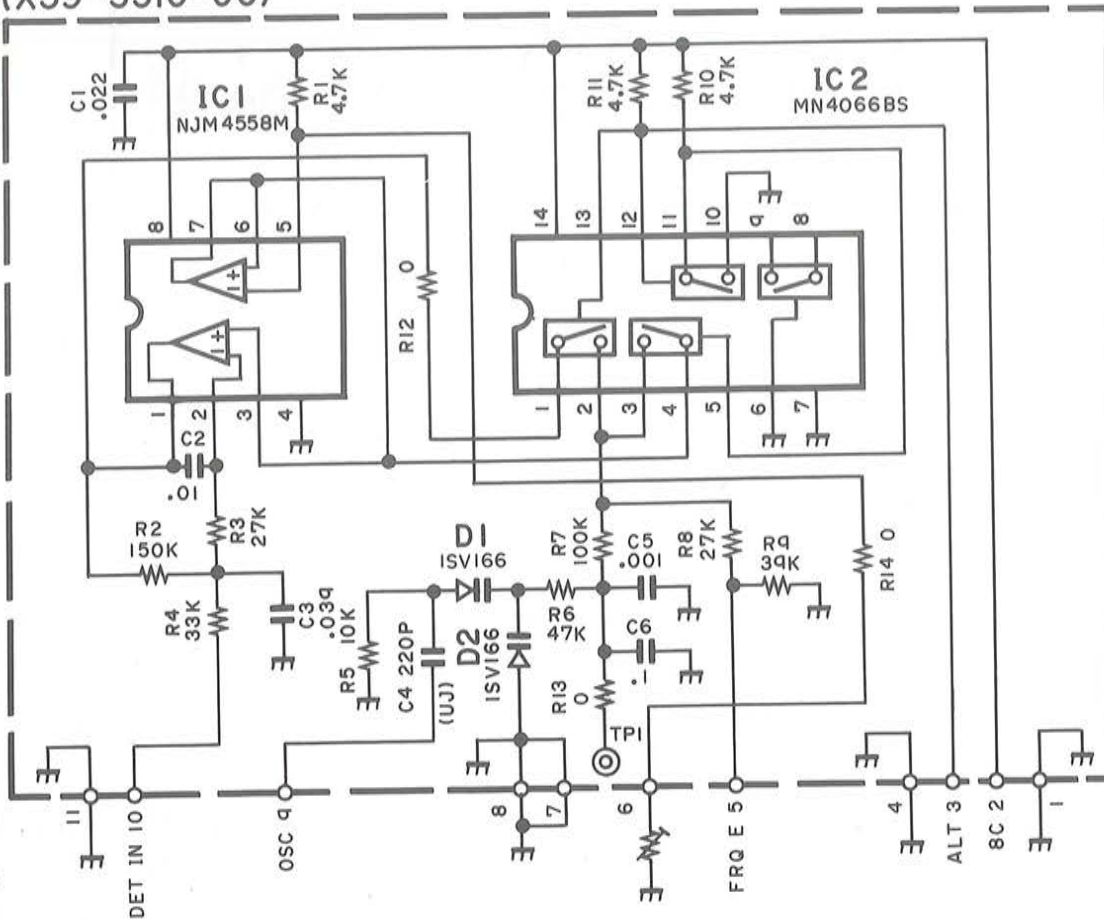 C1
.022
IC1
NJM4558M
R1
4.7K
R11
4.7K
R10
4.7K
IC2
MN4066BS
8
7
6
5
14
13
12
11
10
9
8
R12
0
1
2
3
4
1
2
3
4
5
6
7
C2
.01
R2
150K
R3
27K
R4
33K
C3
.039
D1
1SV166
R5
10K
C4 220P
(UJ)
D2
1SV166
R6
47K
R7
100K
C5
.001
C6
.1
R8
27K
R9
39K
R13
0
R14 0
TP1
11
DET IN 10
OSC 9
8
7
6
FRQ E 5
4
ALT 3
8C 2
1